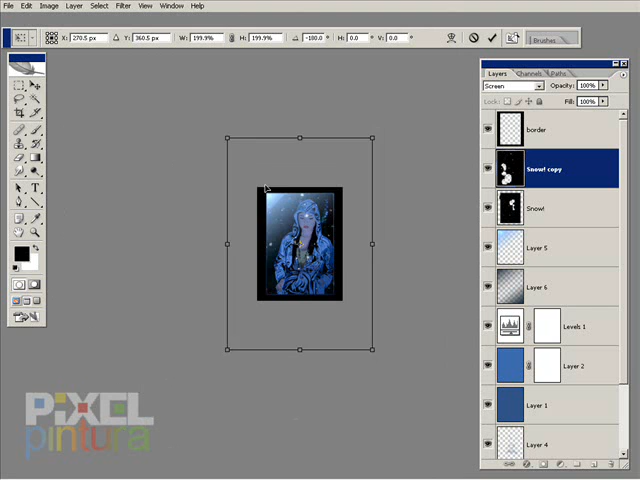 File Edit Image Layer Select Filter View Window Help
X: 270.5 px Y: 360.5 px W: 199.9% H: 199.9% -180.0 ° H: 0.0 ° V: 0.0 ° Brushes
Layers Channels Paths
Screen Opacity: 100%
Lock: Fill: 100%
border
Snow! copy
Snow!
Layer 5
Layer 6
Levels 1
Layer 2
Layer 1
Layer 4
PiXEL
pintura